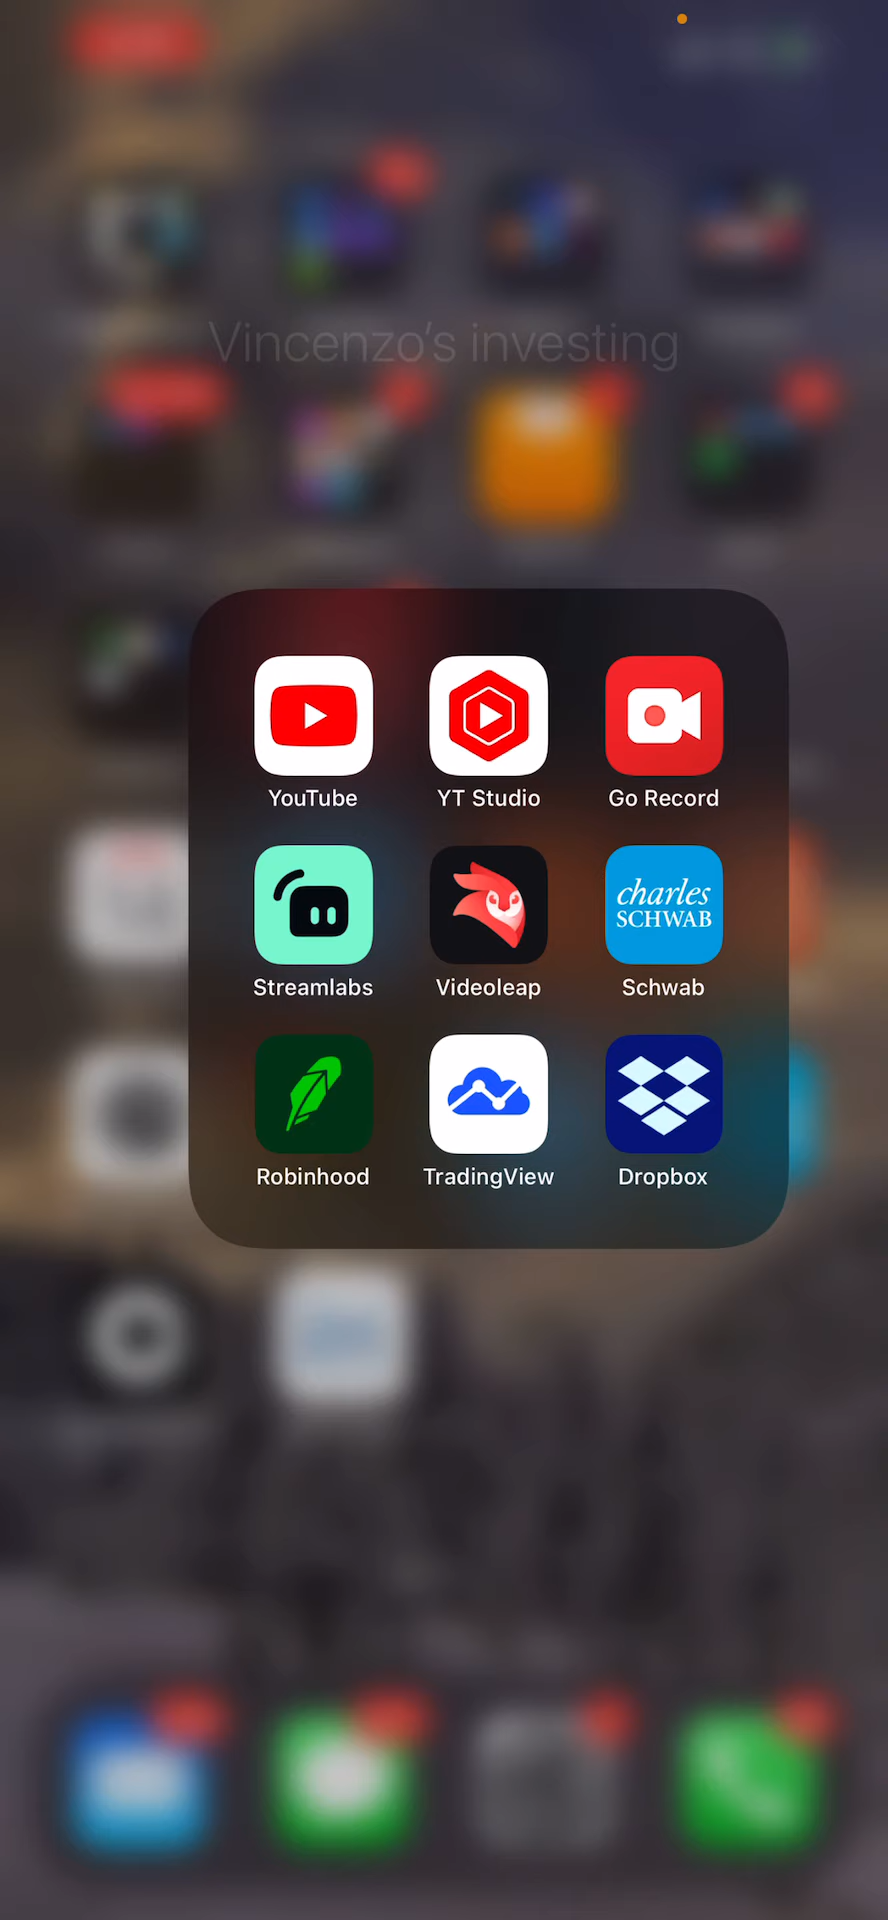 Vincenzo’s investing
YouTube
YT Studio
Go Record
charles
SCHWAB
Streamlabs
Videoleap
Schwab
Robinhood
TradingView
Dropbox